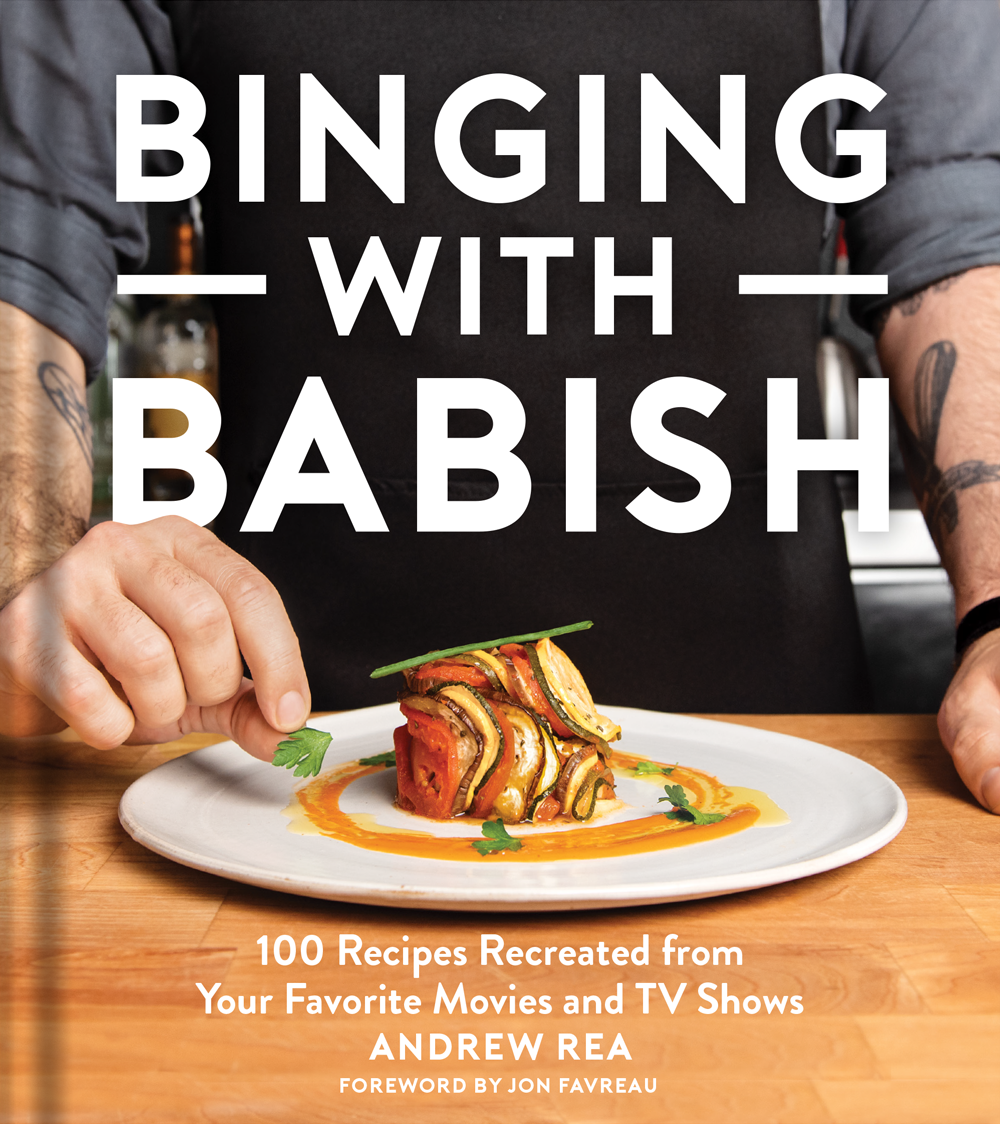 BINGING
WITH
BABISH
100 Recipes Recreated from
Your Favorite Movies and TV Shows
ANDREW REA
FOREWORD BY JON FAVREAU